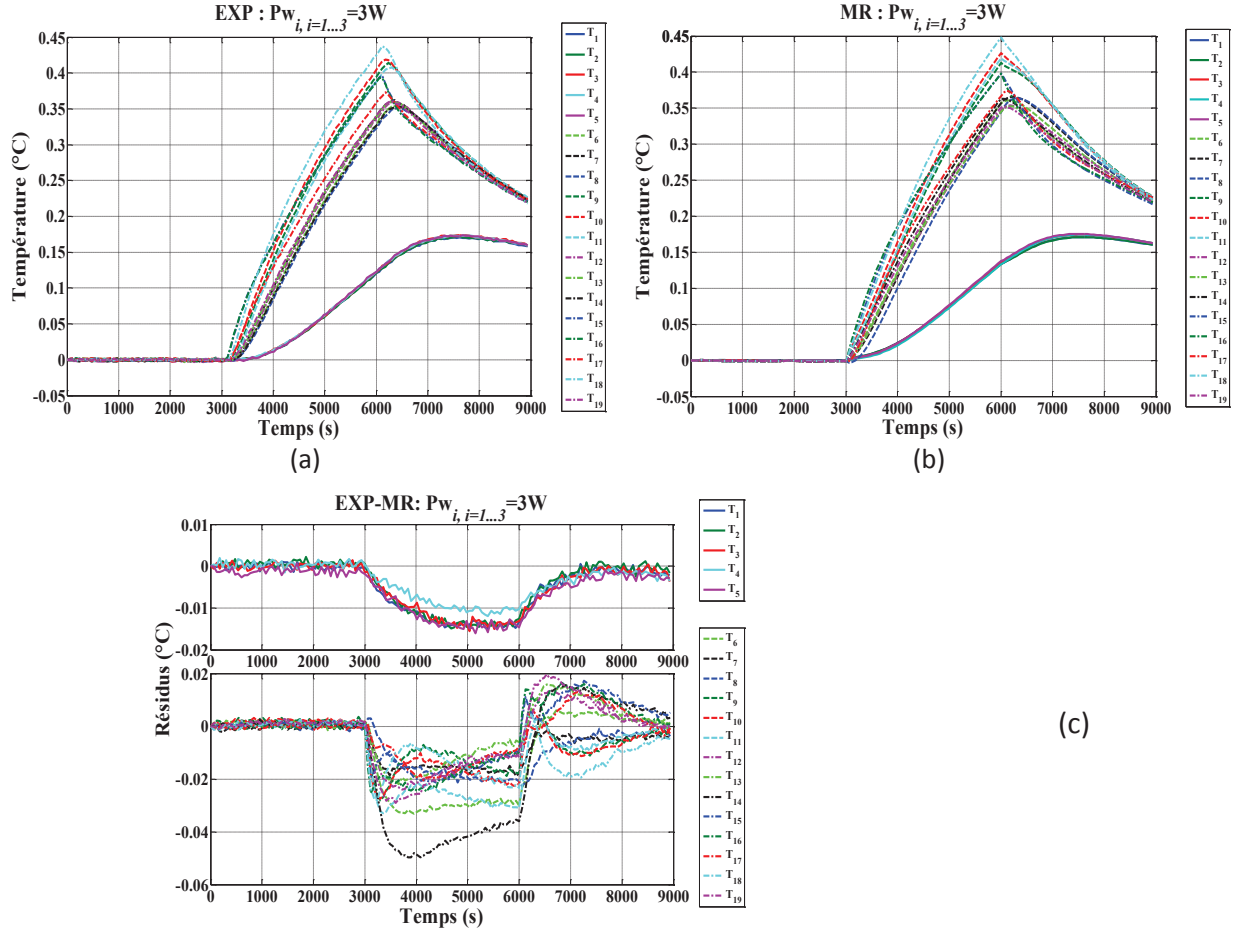 EXP : Pw i, i=1...3 =3W
Température (°C)
0.45
0.4
0.35
0.3
0.25
0.2
0.15
0.1
0.05
0
-0.05
0 1000 2000 3000 4000 5000 6000 7000 8000 9000
Temps (s)
T1
T2
T3
T4
T5
T6
T7
T8
T9
T10
T11
T12
T13
T14
T15
T16
T17
T18
T19
(a)
MR : Pw i, i=1...3 =3W
Température (°C)
0.45
0.4
0.35
0.3
0.25
0.2
0.15
0.1
0.05
0
-0.05
0 1000 2000 3000 4000 5000 6000 7000 8000 9000
Temps (s)
T1
T2
T3
T4
T5
T6
T7
T8
T9
T10
T11
T12
T13
T14
T15
T16
T17
T18
T19
(b)
EXP-MR: Pw i, i=1...3 =3W
Résidus (°C)
0.01
0
-0.01
-0.02
0 1000 2000 3000 4000 5000 6000 7000 8000 9000
T1
T2
T3
T4
T5
0.02
0
-0.02
-0.04
-0.06
0 1000 2000 3000 4000 5000 6000 7000 8000 9000
Temps (s)
T6
T7
T8
T9
T10
T11
T12
T13
T14
T15
T16
T17
T18
T19
(c)